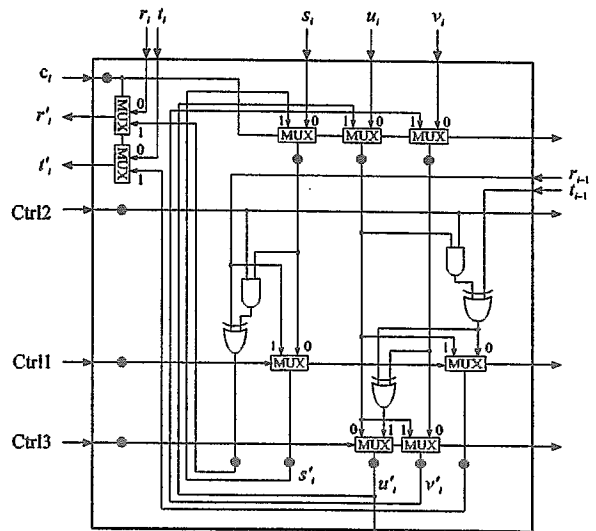 r_i t_i s_i u_i v_i
c_i
0
MUX
r'_i
1
1 0 1 0 1 0
MUX MUX MUX
0
MUX
t'_i
1
r_{i-1}
t_{i-1}
Ctrl2
1 0
1 0
Ctrl1
MUX
MUX
0 1 1 0
Ctrl3
MUX MUX
s'_i u'_i v'_i